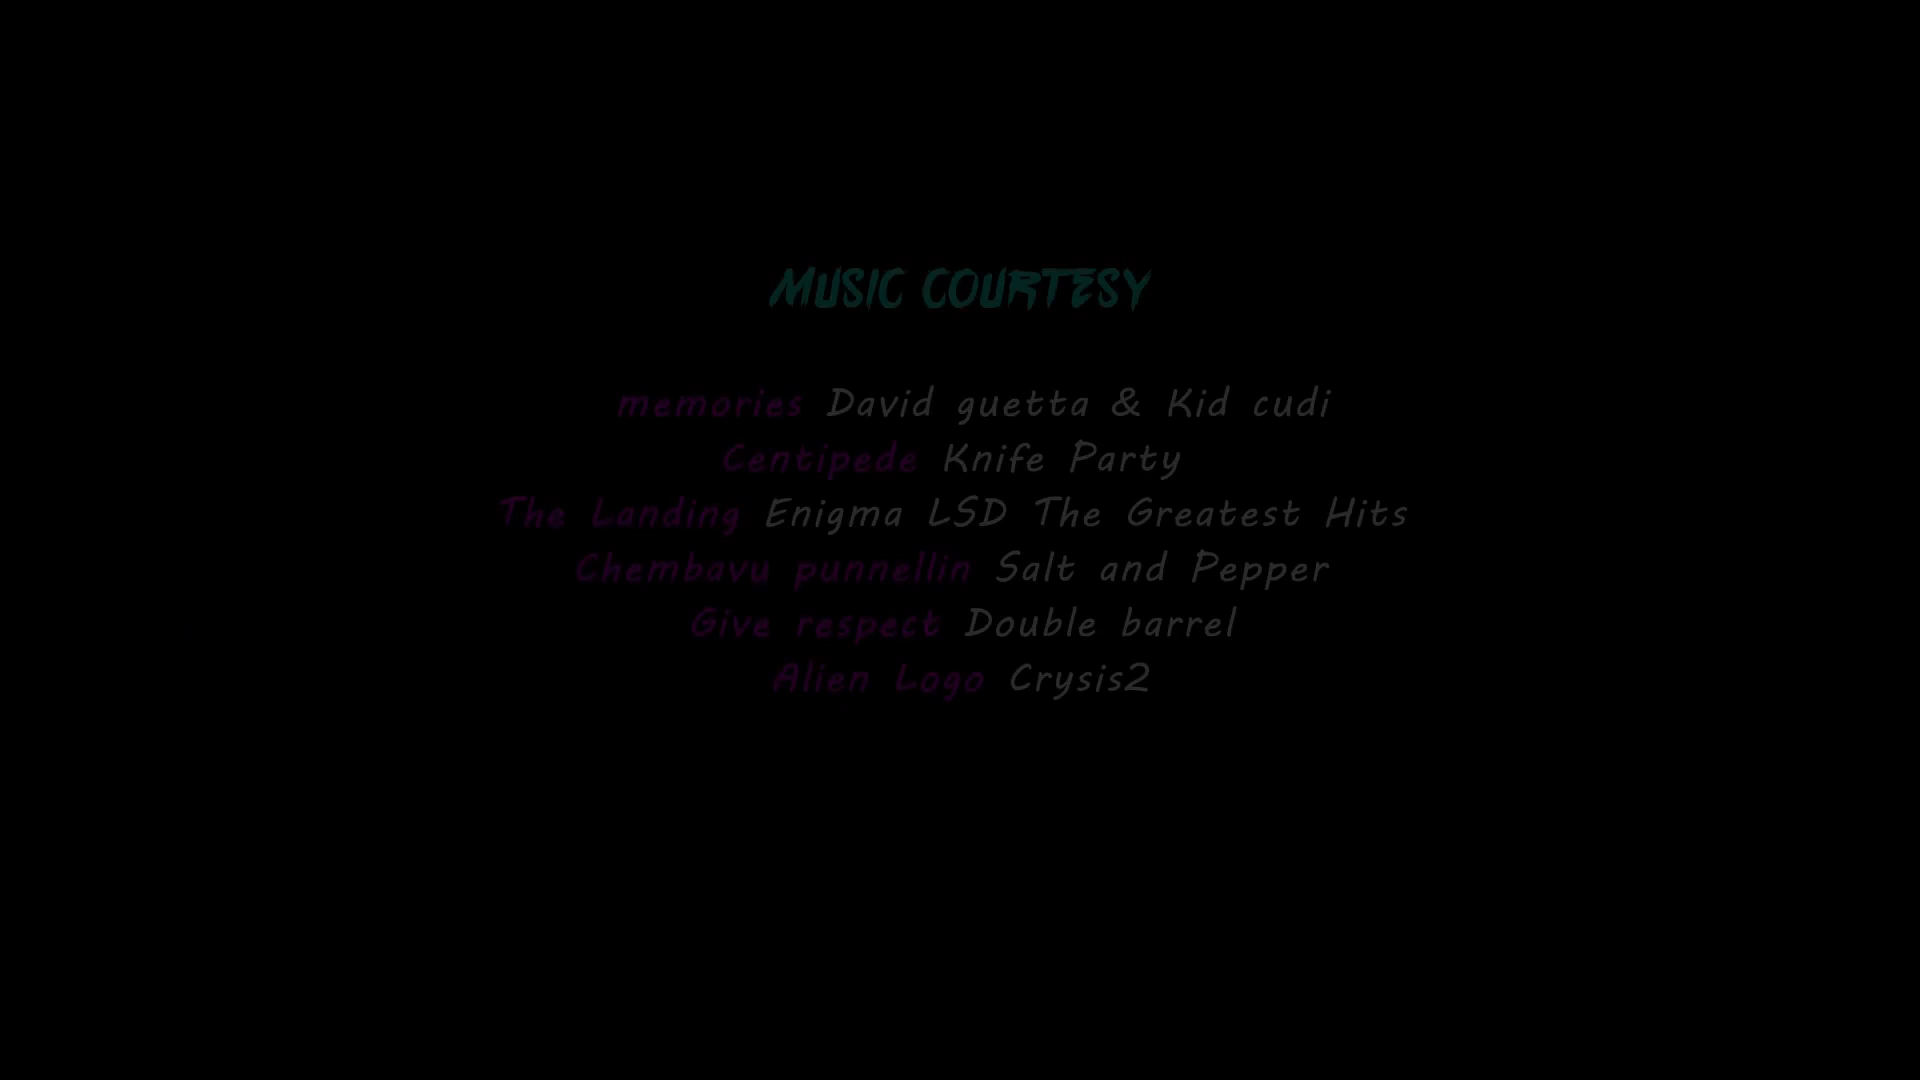 MUSIC COURTESY
memories David guetta & Kid cudi
Centipede Knife Party
The Landing Enigma LSD The Greatest Hits
Chembavu punnellin Salt and Pepper
Give respect Double barrel
Alien Logo Crysis2